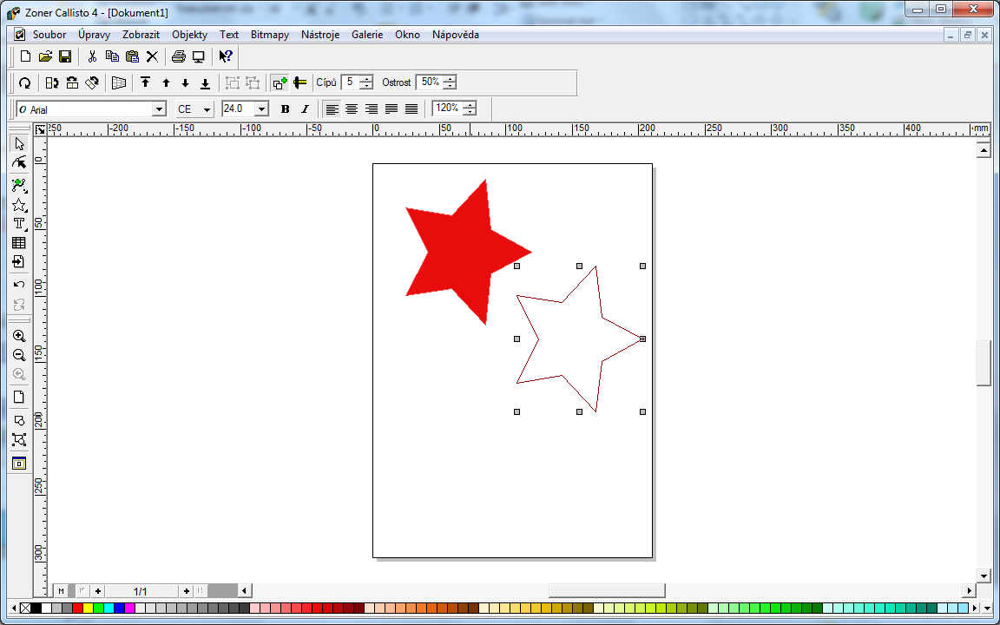 Zoner Callisto 4 - [Dokument1]
Soubor Úpravy Zobrazit Objekty Text Bitmapy Nástroje Galerie Okno Nápověda
Cípů 5 Ostrost 50%
O Arial CE 24.0 B I 120%
250 -200 -150 -100 -50 0 50 100 150 200 250 300 350 400 mm
0
50
100
150
200
250
300
M 1/1